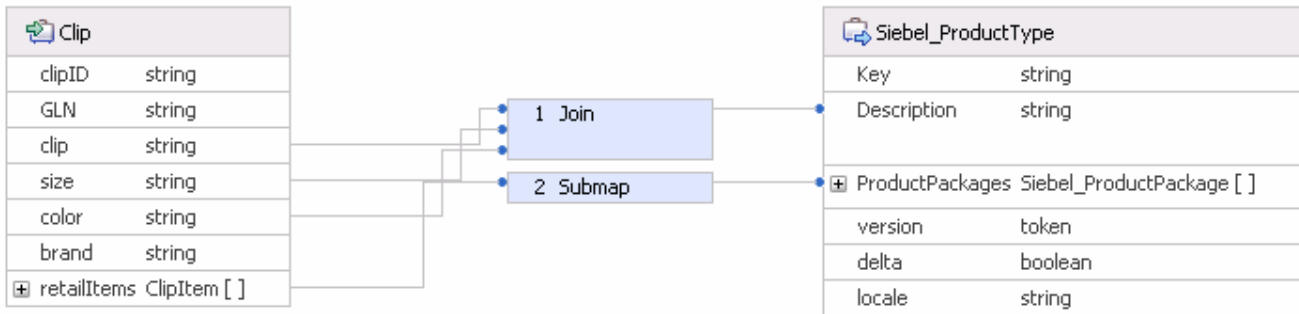 Clip
clipID string
GLN string
clip string
size string
color string
brand string
retailItems ClipItem [ ]
1 Join
2 Submap
Siebel_ProductType
Key string
Description string
ProductPackages Siebel_ProductPackage [ ]
version token
delta boolean
locale string